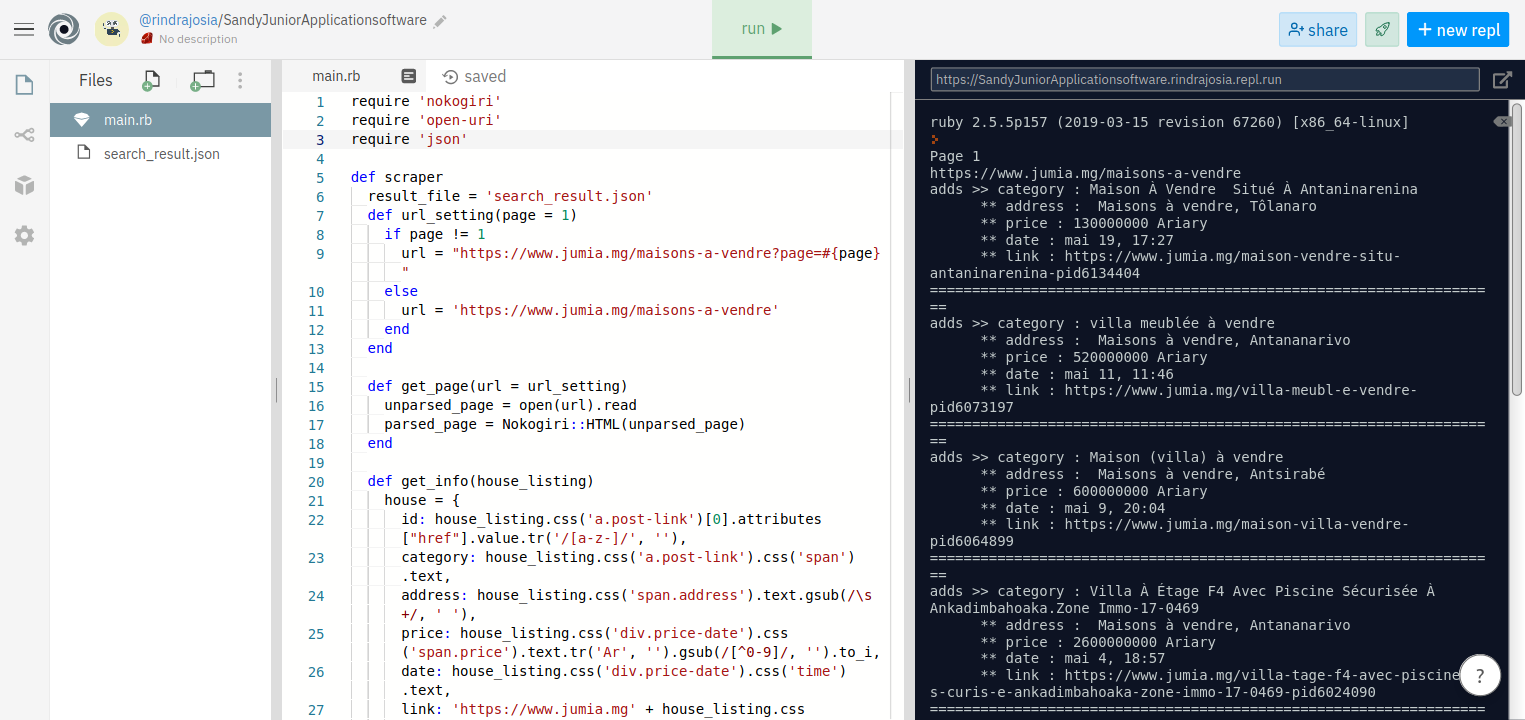 @rindrajosia/SandyJuniorApplicationsoftware
No description
run
share
+ new repl
Files
main.rb
search_result.json
main.rb
saved
1 require 'nokogiri'
2 require 'open-uri'
3 require 'json'
4
5 def scraper
6 result_file = 'search_result.json'
7 def url_setting(page = 1)
8 if page != 1
9 url = "https://www.jumia.mg/maisons-a-vendre?page=#{page}
"
10 else
11 url = 'https://www.jumia.mg/maisons-a-vendre'
12 end
13 end
14
15 def get_page(url = url_setting)
16 unparsed_page = open(url).read
17 parsed_page = Nokogiri::HTML(unparsed_page)
18 end
19
20 def get_info(house_listing)
21 house = {
22 id: house_listing.css('a.post-link')[0].attributes
["href"].value.tr('/[a-z-]/', ''),
23 category: house_listing.css('a.post-link').css('span')
.text,
24 address: house_listing.css('span.address').text.gsub(/\s
+/, ' '),
25 price: house_listing.css('div.price-date').css
('span.price').text.tr('Ar', '').gsub(/[^0-9]/, '').to_i,
26 date: house_listing.css('div.price-date').css('time')
.text,
27 link: 'https://www.jumia.mg' + house_listing.css
https://SandyJuniorApplicationsoftware.rindrajosia.repl.run
ruby 2.5.5p157 (2019-03-15 revision 67260) [x86_64-linux]
Page 1
https://www.jumia.mg/maisons-a-vendre
adds >> category : Maison À Vendre  Situé À Antaninarenina
** address :  Maisons à vendre, Tôlanaro
** price : 130000000 Ariary
** date : mai 19, 17:27
** link : https://www.jumia.mg/maison-vendre-situ-
antaninarenina-pid6134404
==================================================================
==
adds >> category : villa meublée à vendre
** address :  Maisons à vendre, Antananarivo
** price : 520000000 Ariary
** date : mai 11, 11:46
** link : https://www.jumia.mg/villa-meubl-e-vendre-
pid6073197
==================================================================
==
adds >> category : Maison (villa) à vendre
** address :  Maisons à vendre, Antsirabé
** price : 600000000 Ariary
** date : mai 9, 20:04
** link : https://www.jumia.mg/maison-villa-vendre-
pid6064899
==================================================================
==
adds >> category : Villa À Étage F4 Avec Piscine Sécurisée À
Ankadimbahoaka.Zone Immo-17-0469
** address :  Maisons à vendre, Antananarivo
** price : 2600000000 Ariary
** date : mai 4, 18:57
** link : https://www.jumia.mg/villa-tage-f4-avec-piscine
s-curis-e-ankadimbahoaka-zone-immo-17-0469-pid6024090
==================================================================
?